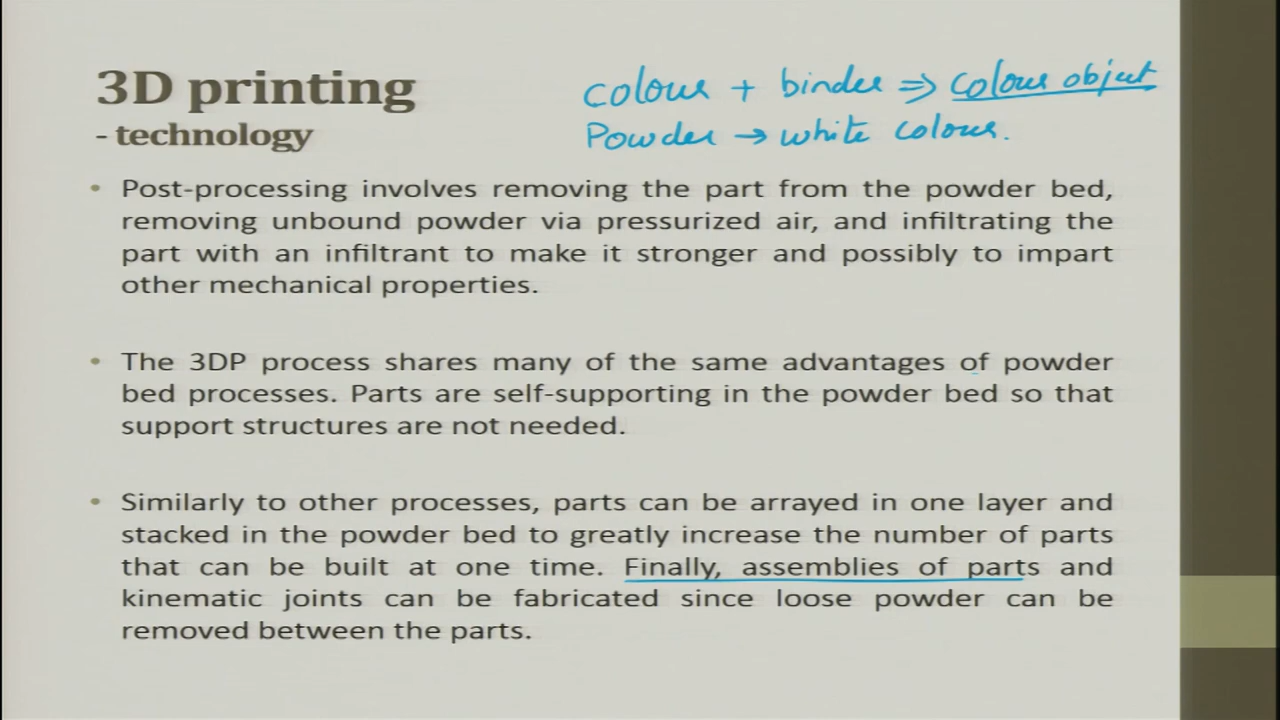 3D printing
colour + binder ⇒ colour object
- technology
Powder → white colour.
• Post-processing involves removing the part from the powder bed,
removing unbound powder via pressurized air, and infiltrating the
part with an infiltrant to make it stronger and possibly to impart
other mechanical properties.
• The 3DP process shares many of the same advantages of powder
bed processes. Parts are self-supporting in the powder bed so that
support structures are not needed.
• Similarly to other processes, parts can be arrayed in one layer and
stacked in the powder bed to greatly increase the number of parts
that can be built at one time. Finally, assemblies of parts and
kinematic joints can be fabricated since loose powder can be
removed between the parts.